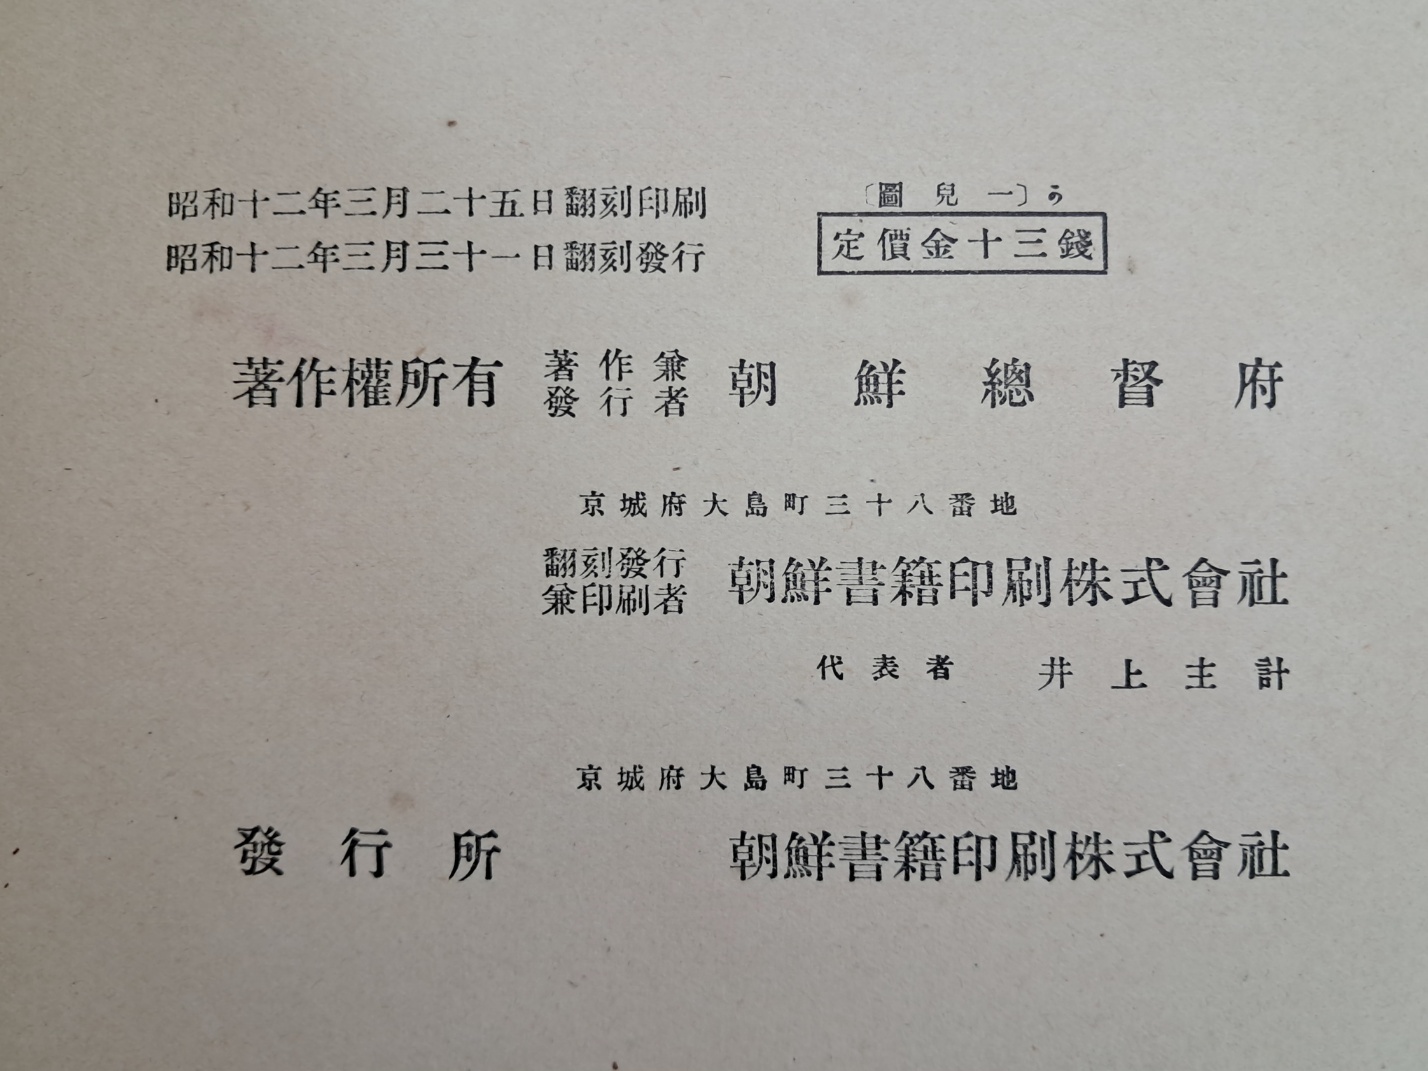 昭和十二年三月二十五日翻刻印刷
昭和十二年三月三十一日翻刻發行
〔圖兒一〕う
定價金十三錢
著作權所有
著作兼
發行者
朝鮮總督府
京城府大島町三十八番地
翻刻發行
兼印刷者
朝鮮書籍印刷株式會社
代表者 井上主計
京城府大島町三十八番地
發行所 朝鮮書籍印刷株式會社